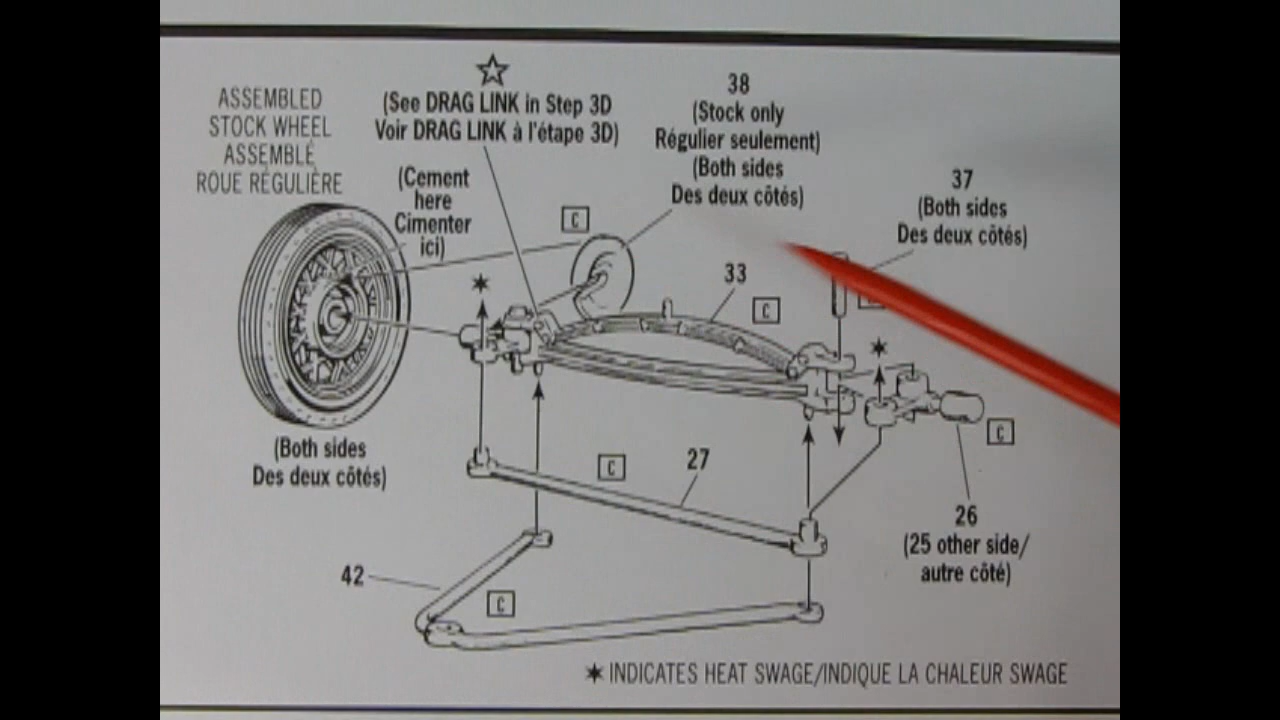 ASSEMBLED
STOCK WHEEL
ASSEMBLÉ
ROUE RÉGULIÈRE
☆
(See DRAG LINK in Step 3D
Voir DRAG LINK à l'étape 3D)
38
(Stock only
Régulier seulement)
(Both sides
Des deux côtés)
(Cement
here
Cimenter
ici)
37
(Both sides
Des deux côtés)
C
33
C
(Both sides
Des deux côtés)
C
27
C
26
(25 other side/
autre côté)
42
C
✶ INDICATES HEAT SWAGE/INDIQUE LA CHALEUR SWAGE